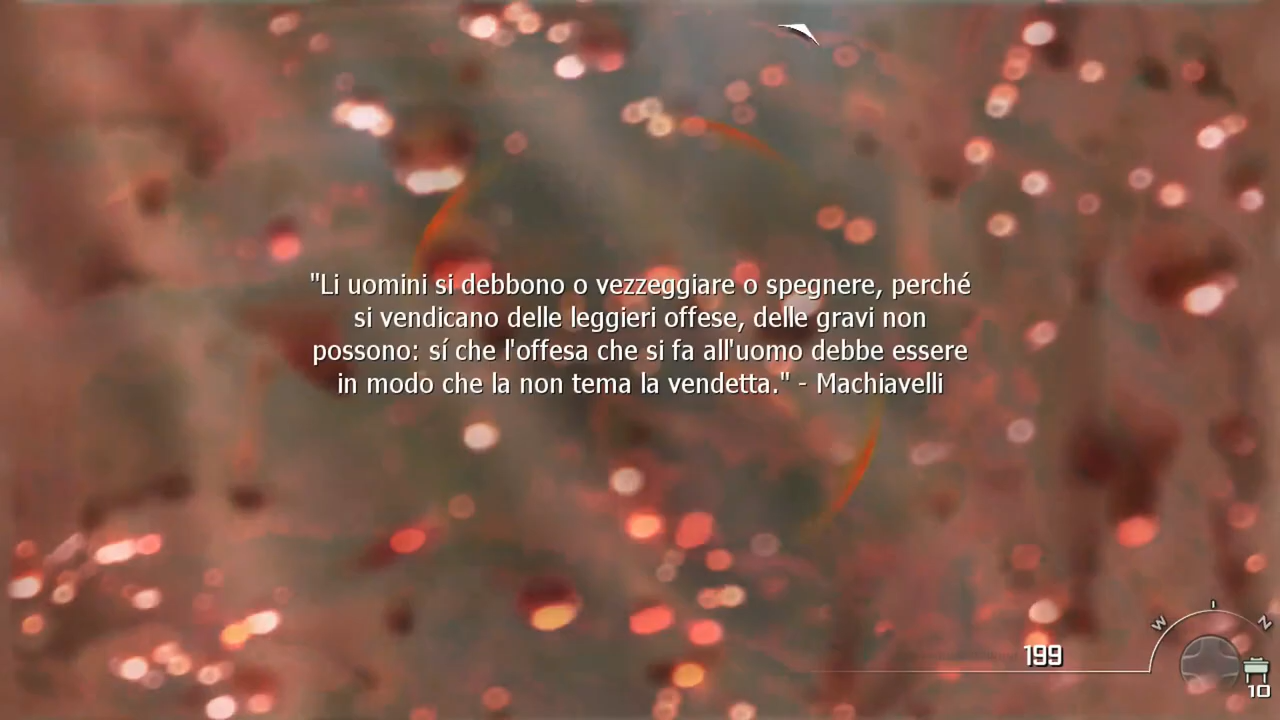 "Li uomini si debbono o vezzeggiare o spegnere, perché
si vendicano delle leggieri offese, delle gravi non
possono: sí che l'offesa che si fa all'uomo debbe essere
in modo che la non tema la vendetta." - Machiavelli
W
N
199
10